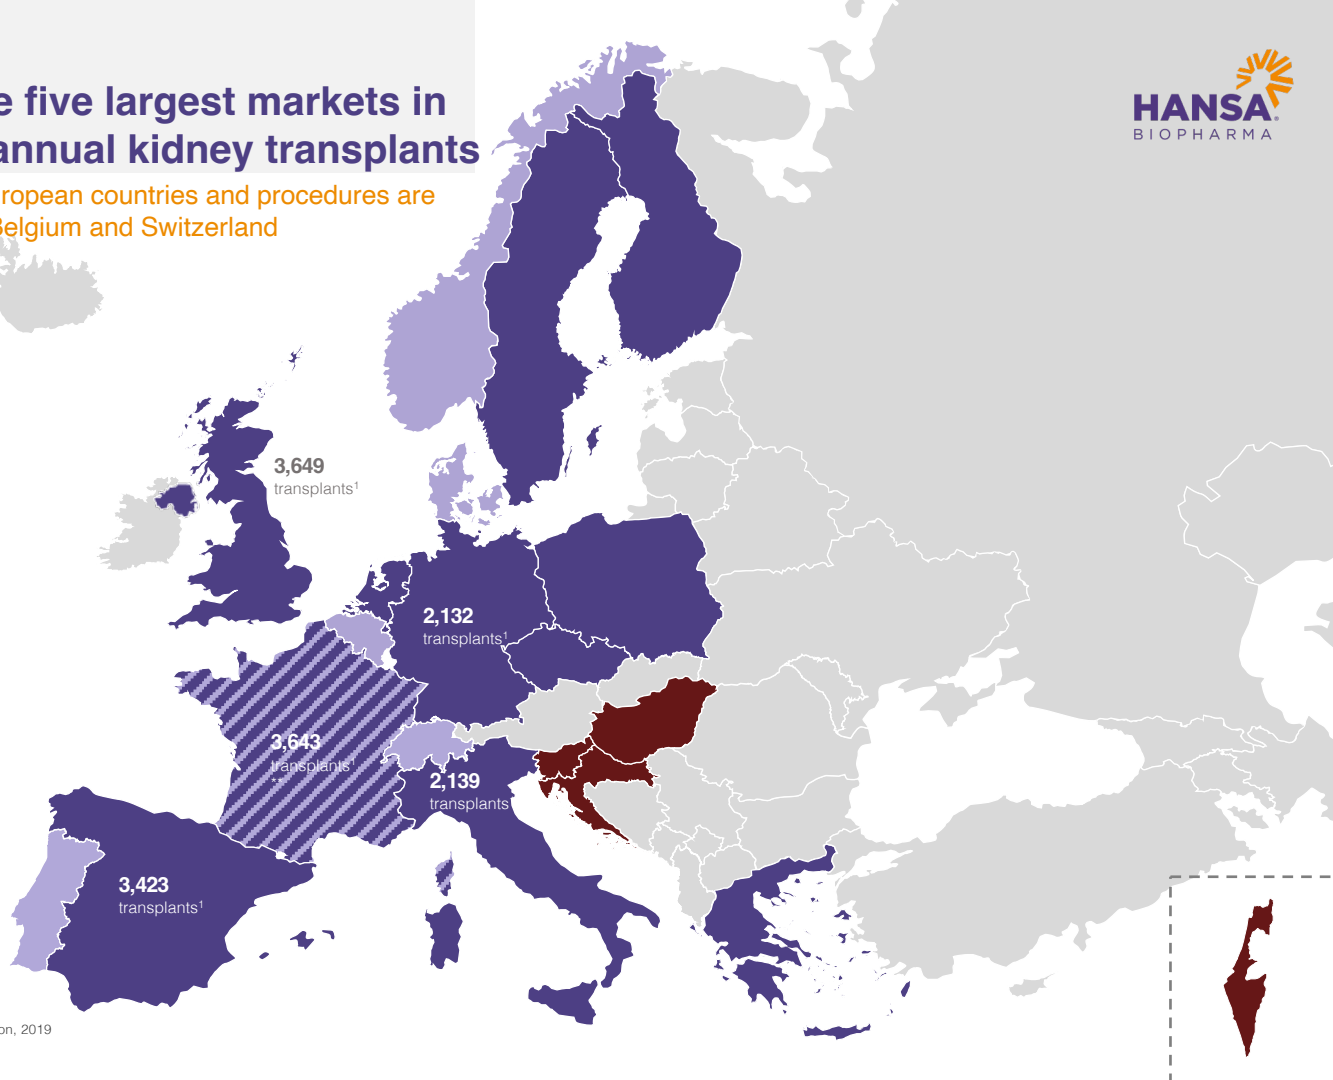 e five largest markets in
annual kidney transplants
ropean countries and procedures are
Belgium and Switzerland
HANSA
BIOPHARMA
3,649
transplants¹
2,132
transplants¹
3,643
transplants¹
**
2,139
transplants
3,423
transplants¹
on, 2019